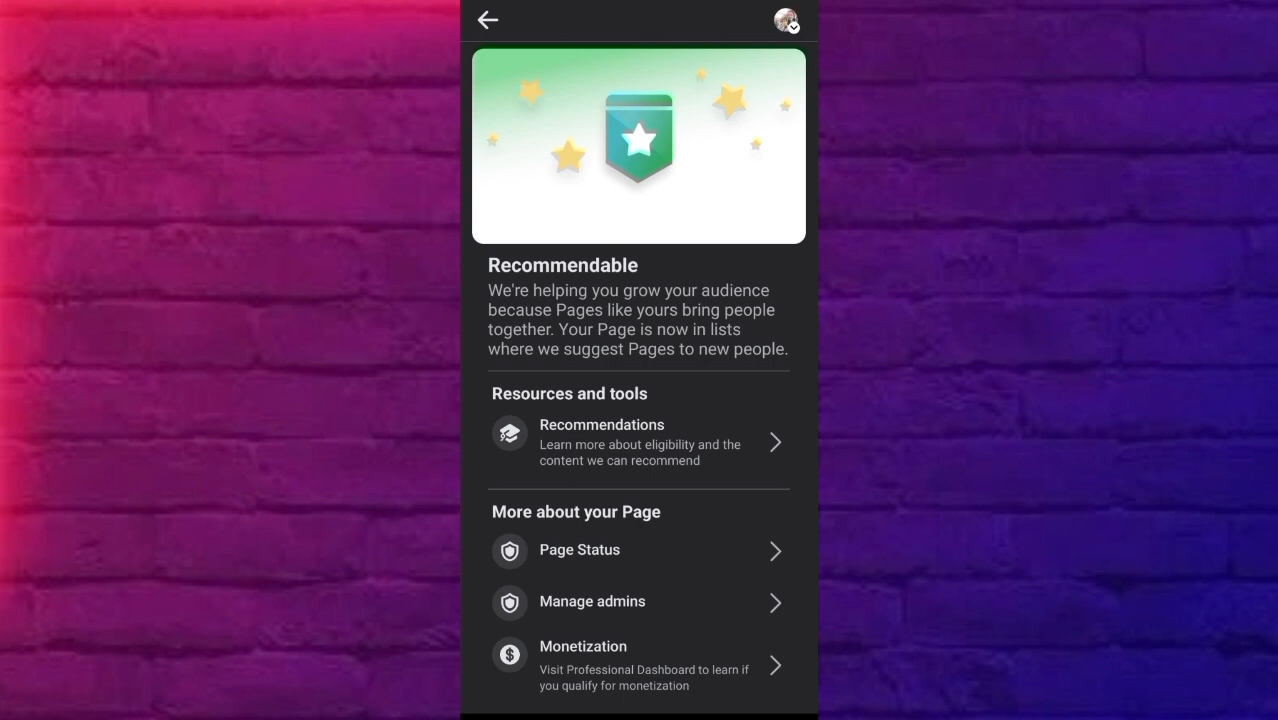 Recommendable
We're helping you grow your audience
because Pages like yours bring people
together. Your Page is now in lists
where we suggest Pages to new people.
Resources and tools
Recommendations
Learn more about eligibility and the
content we can recommend
More about your Page
Page Status
Manage admins
Monetization
Visit Professional Dashboard to learn if
you qualify for monetization